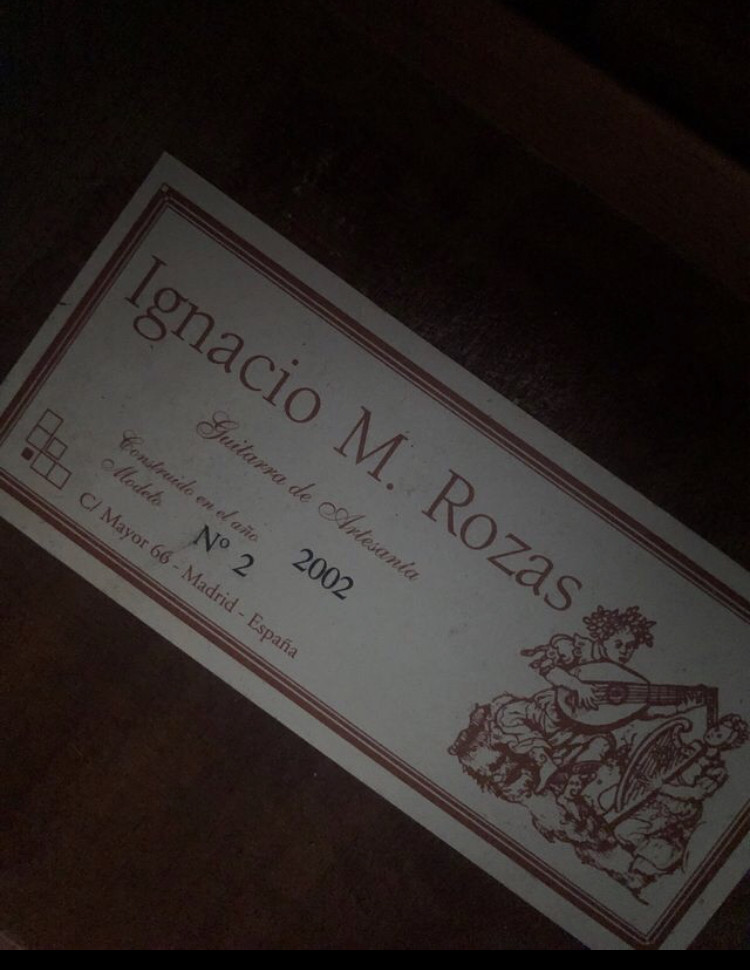 Ignacio M. Rozas
Guitarra de Artesanía
Construido en el año 2002
Modelo Nº 2
C/ Mayor 66 - Madrid - España